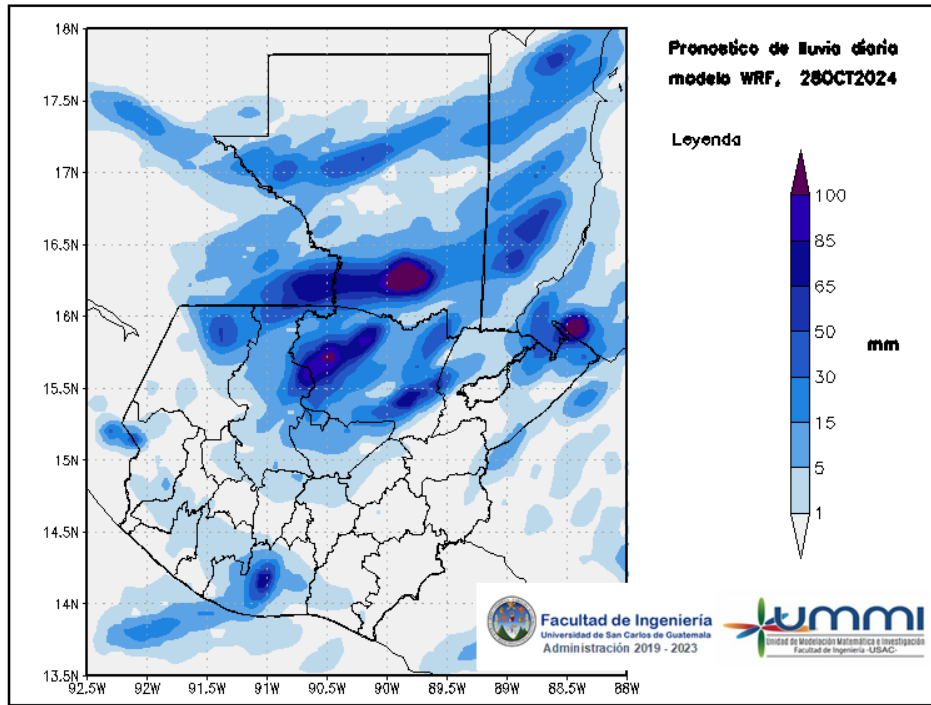 Pronostico de lluvia diaria
modelo WRF, 28OCT2024
Leyenda
100
85
65
50
30
15
5
1
mm
18N
17.5N
17N
16.5N
16N
15.5N
15N
14.5N
14N
13.5N
92.5W
92W
91.5W
91W
90.5W
90W
89.5W
89W
88.5W
88W
Facultad de Ingeniería
Universidad de San Carlos de Guatemala
Administración 2019 - 2023
UMMI
Unidad de Modelación Matemática e Investigación
Facultad de Ingeniería -USAC-